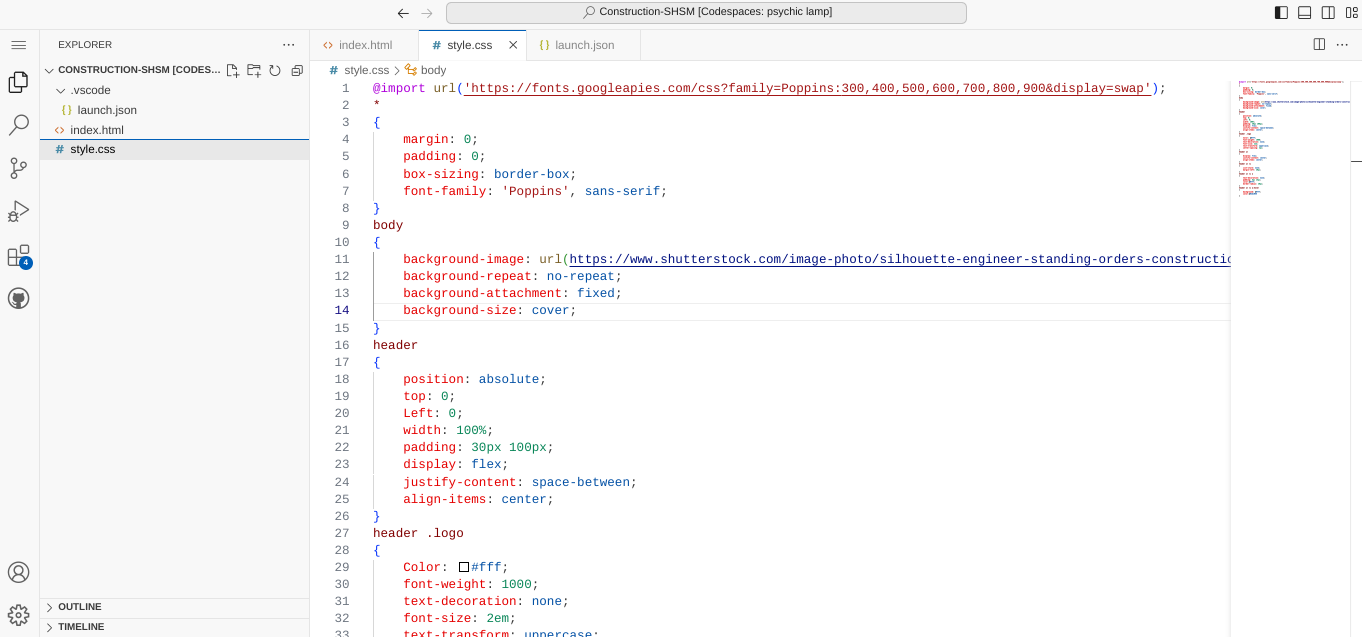 Construction-SHSM [Codespaces: psychic lamp]
EXPLORER
CONSTRUCTION-SHSM [CODES...
.vscode
{} launch.json
<> index.html
# style.css
4
OUTLINE
TIMELINE
<> index.html
# style.css
{} launch.json
# style.css > body
1 @import url('https://fonts.googleapies.com/css?family=Poppins:300,400,500,600,700,800,900&display=swap');
2 *
3 {
4 margin: 0;
5 padding: 0;
6 box-sizing: border-box;
7 font-family: 'Poppins', sans-serif;
8 }
9 body
10 {
11 background-image: url(https://www.shutterstock.com/image-photo/silhouette-engineer-standing-orders-constructio
12 background-repeat: no-repeat;
13 background-attachment: fixed;
14 background-size: cover;
15 }
16 header
17 {
18 position: absolute;
19 top: 0;
20 Left: 0;
21 width: 100%;
22 padding: 30px 100px;
23 display: flex;
24 justify-content: space-between;
25 align-items: center;
26 }
27 header .logo
28 {
29 Color: #fff;
30 font-weight: 1000;
31 text-decoration: none;
32 font-size: 2em;
33 text-transform: uppercase;